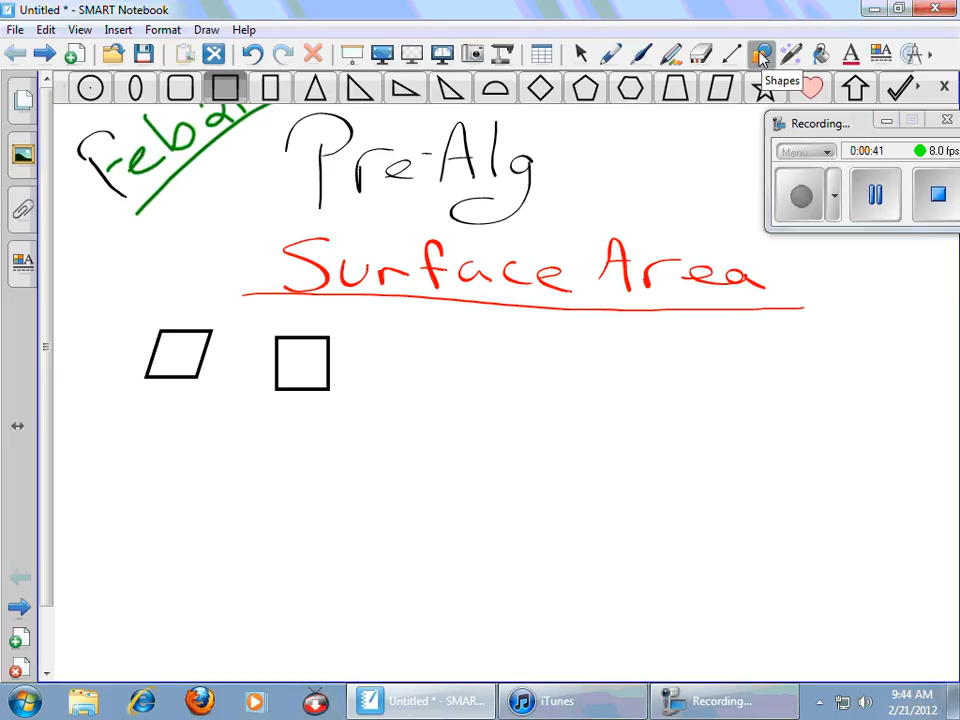 Untitled * - SMART Notebook
File Edit View Insert Format Draw Help
Shapes
Recording...
Menu
0:00:41
8.0 fps
Pre-Alg
Surface Area
Untitled * - SMAR...
iTunes
Recording...
9:44 AM
2/21/2012